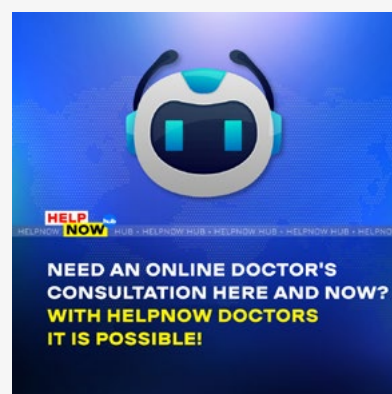 HELP
NOW hub
HELPNOW HUB • HELPNOW HUB • HELPNOW HUB • HELPNO
NEED AN ONLINE DOCTOR'S
CONSULTATION HERE AND NOW?
WITH HELPNOW DOCTORS
IT IS POSSIBLE!